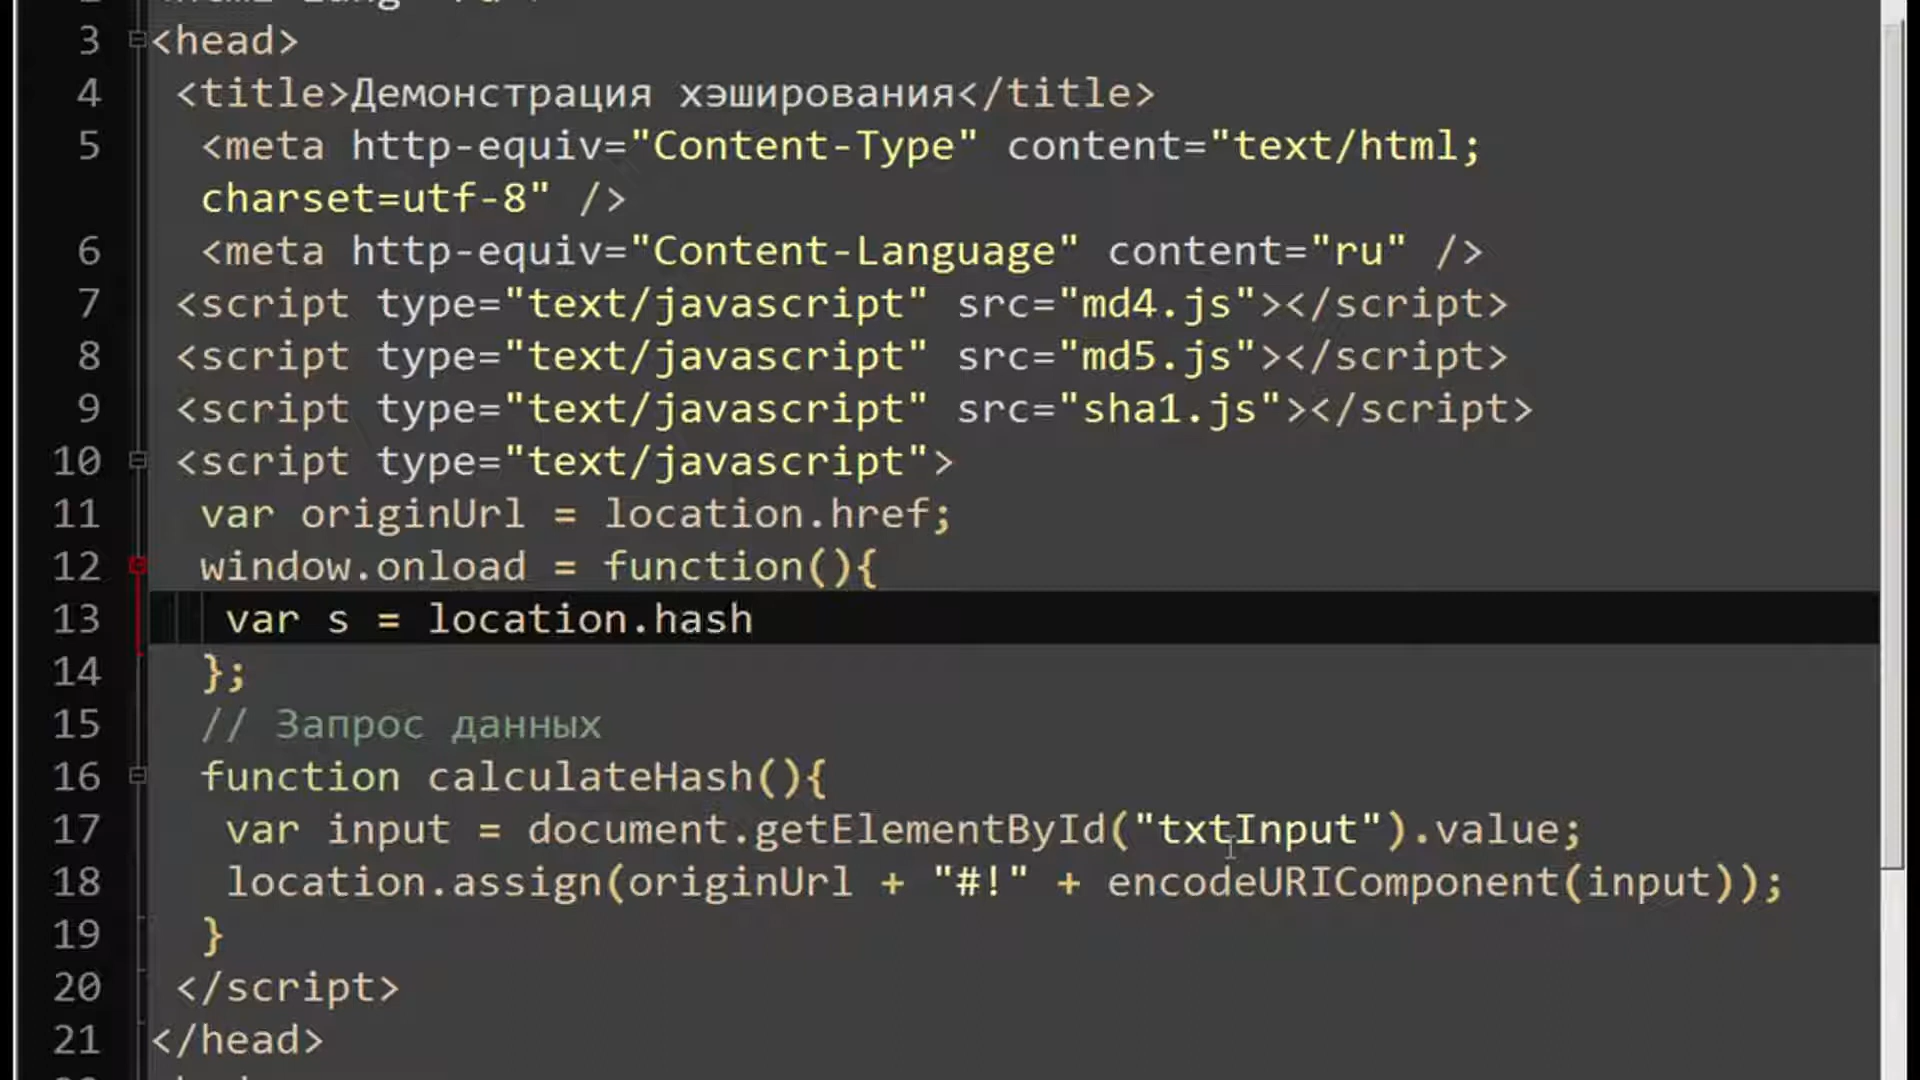 3 <head>
4 <title>Демонстрация хэширования</title>
5 <meta http-equiv="Content-Type" content="text/html;
charset=utf-8" />
6 <meta http-equiv="Content-Language" content="ru" />
7 <script type="text/javascript" src="md4.js"></script>
8 <script type="text/javascript" src="md5.js"></script>
9 <script type="text/javascript" src="sha1.js"></script>
10 <script type="text/javascript">
11 var originUrl = location.href;
12 window.onload = function(){
13 var s = location.hash
14 };
15 // Запрос данных
16 function calculateHash(){
17 var input = document.getElementById("txtInput").value;
18 location.assign(originUrl + "#!" + encodeURIComponent(input));
19 }
20 </script>
21 </head>